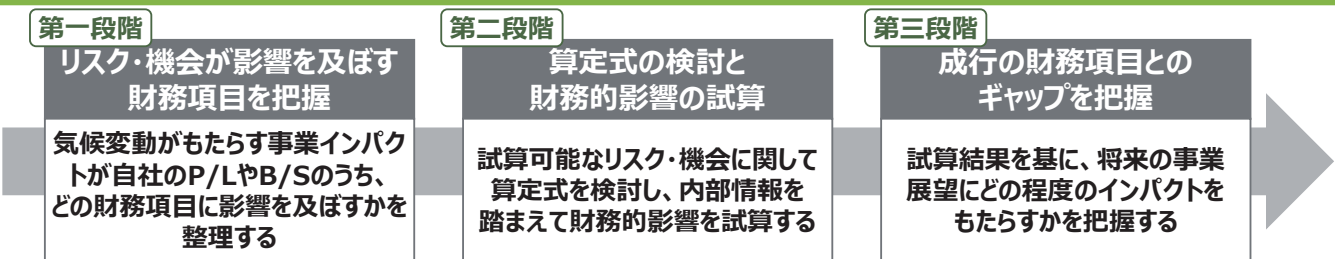 第一段階
リスク・機会が影響を及ぼす
財務項目を把握
気候変動がもたらす事業インパク
トが自社のP/LやB/Sのうち、
どの財務項目に影響を及ぼすかを
整理する
第二段階
算定式の検討と
財務的影響の試算
試算可能なリスク・機会に関して
算定式を検討し、内部情報を
踏まえて財務的影響を試算する
第三段階
成行の財務項目との
ギャップを把握
試算結果を基に、将来の事業
展望にどの程度のインパクトを
もたらすかを把握する